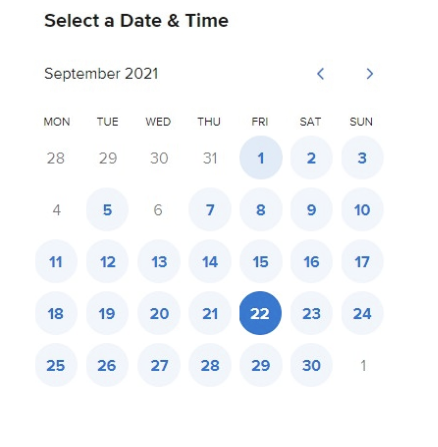 Select a Date & Time
September 2021
MON TUE WED THU FRI SAT SUN
28 29 30 31 1 2 3
4 5 6 7 8 9 10
11 12 13 14 15 16 17
18 19 20 21 22 23 24
25 26 27 28 29 30 1